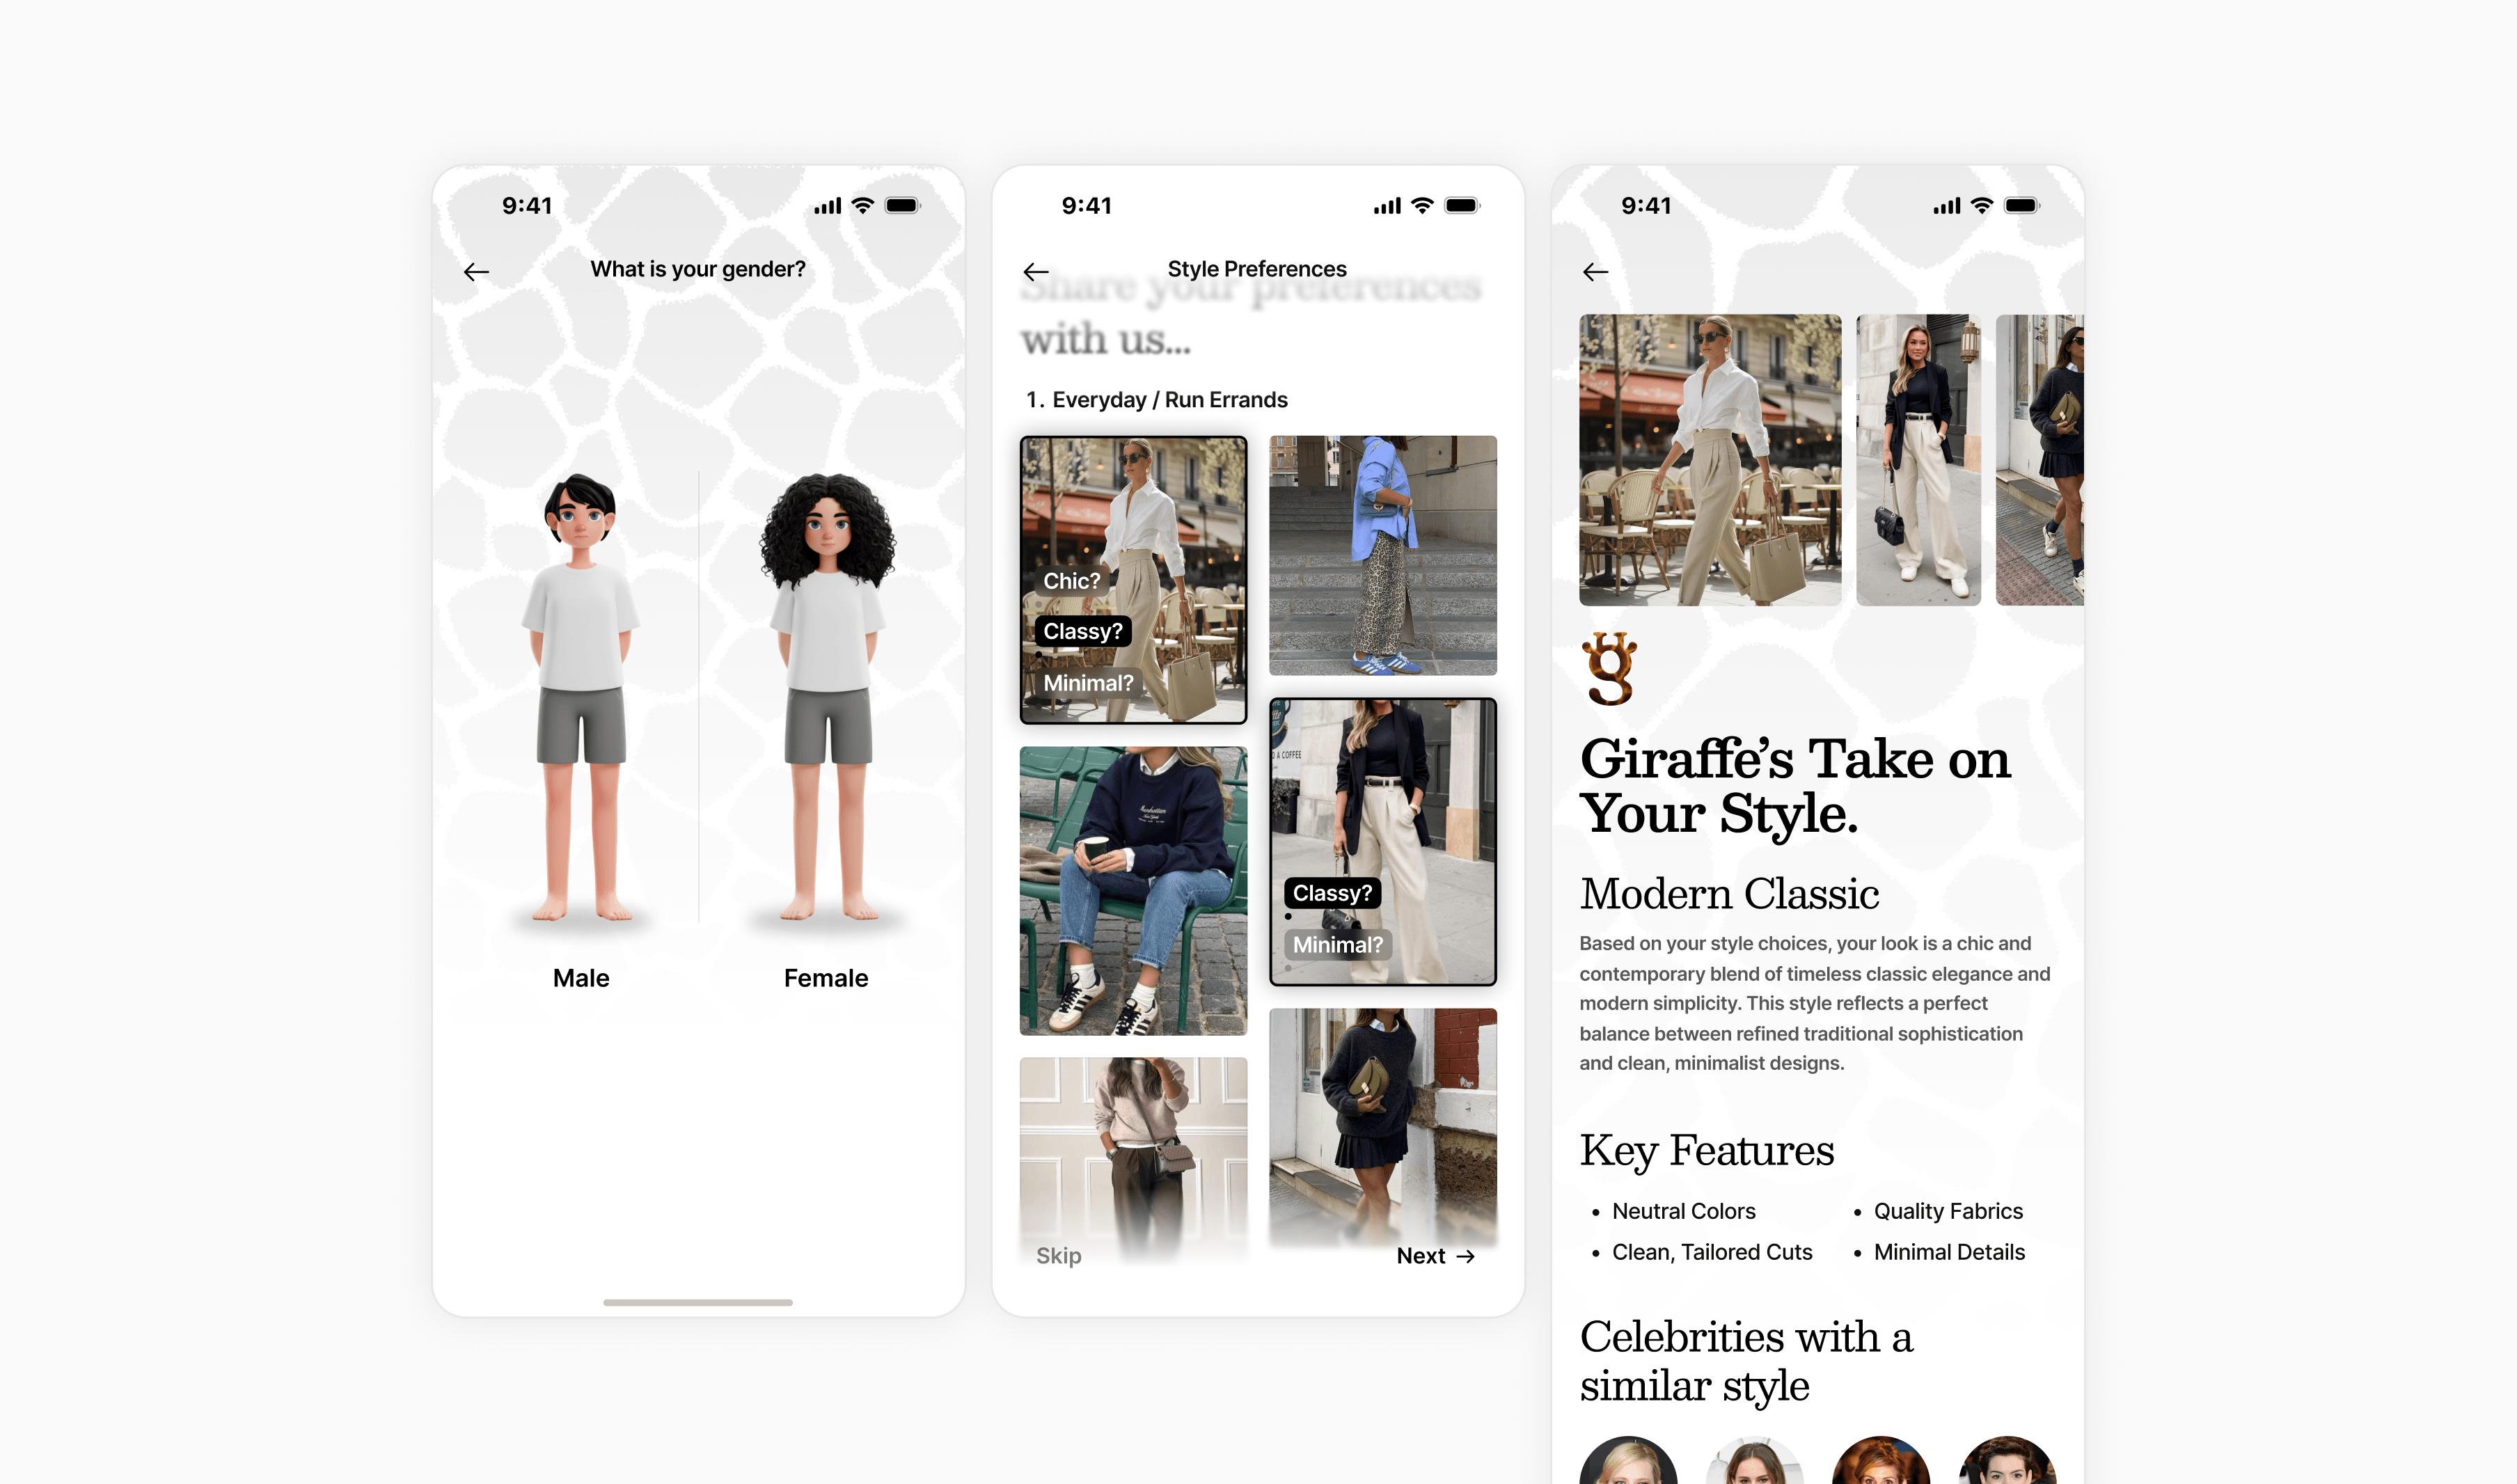 9:41
What is your gender?
Male
Female
9:41
Style Preferences
Share your preferences
with us...
1. Everyday / Run Errands
Chic?
Classy?
Minimal?
Manhattan
New York
D A COFFEE
Classy?
Minimal?
Skip
Next →
9:41
g
Giraffe’s Take on
Your Style.
Modern Classic
Based on your style choices, your look is a chic and
contemporary blend of timeless classic elegance and
modern simplicity. This style reflects a perfect
balance between refined traditional sophistication
and clean, minimalist designs.
Key Features
• Neutral Colors
• Quality Fabrics
• Clean, Tailored Cuts
• Minimal Details
Celebrities with a
similar style